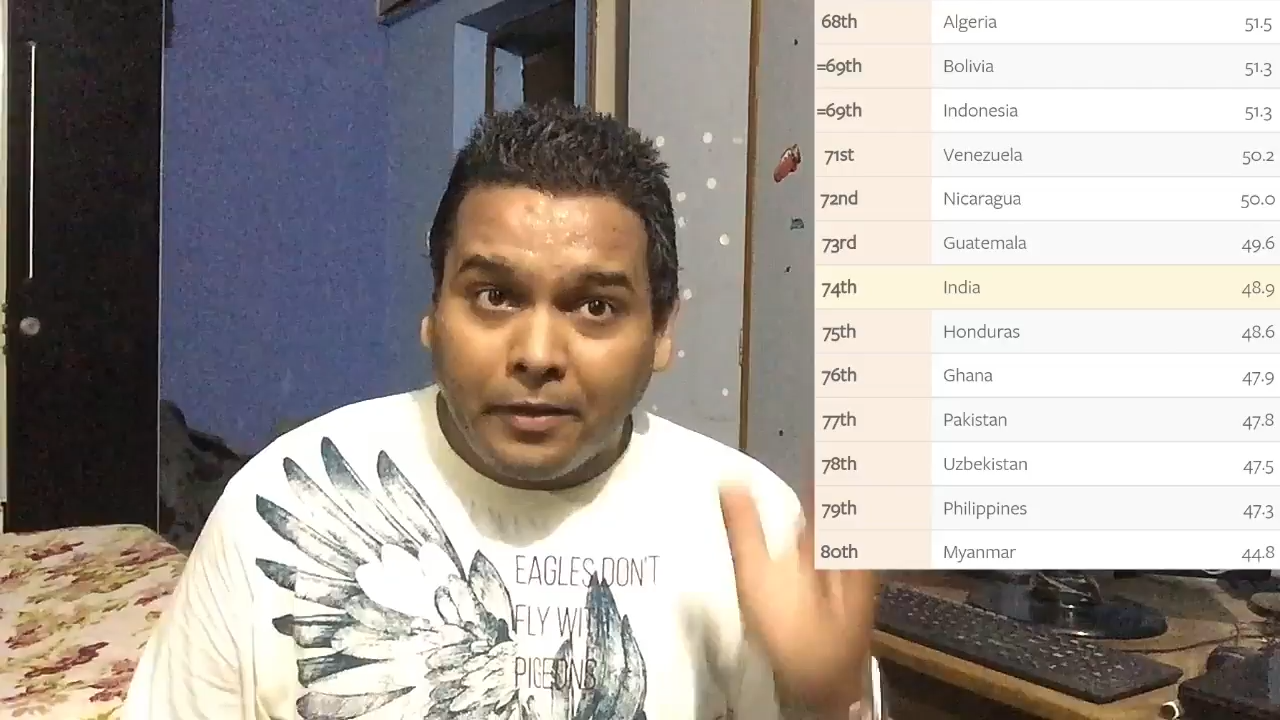 68th Algeria 51.5
=69th Bolivia 51.3
=69th Indonesia 51.3
71st Venezuela 50.2
72nd Nicaragua 50.0
73rd Guatemala 49.6
74th India 48.9
75th Honduras 48.6
76th Ghana 47.9
77th Pakistan 47.8
78th Uzbekistan 47.5
79th Philippines 47.3
80th Myanmar 44.8
EAGLES DON'T
FLY WITH
PIGEONS